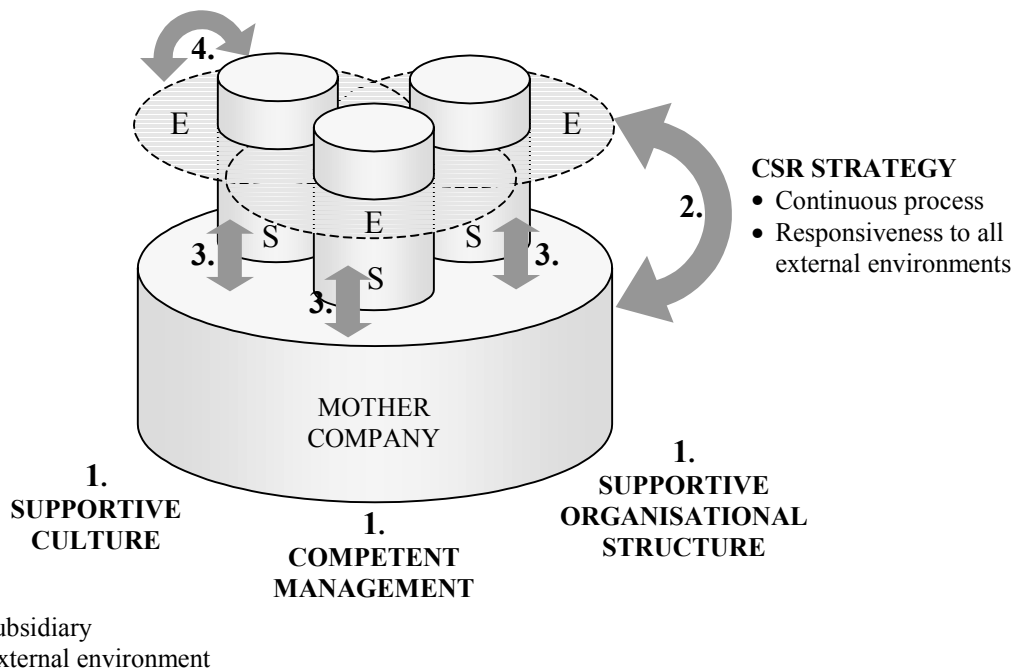 4.
E
E
E
S
S
S
3.
3.
3.
2.
CSR STRATEGY
• Continuous process
• Responsiveness to all
external environments
MOTHER
COMPANY
1.
SUPPORTIVE
CULTURE
1.
COMPETENT
MANAGEMENT
1.
SUPPORTIVE
ORGANISATIONAL
STRUCTURE
ubsidiary
xternal environment